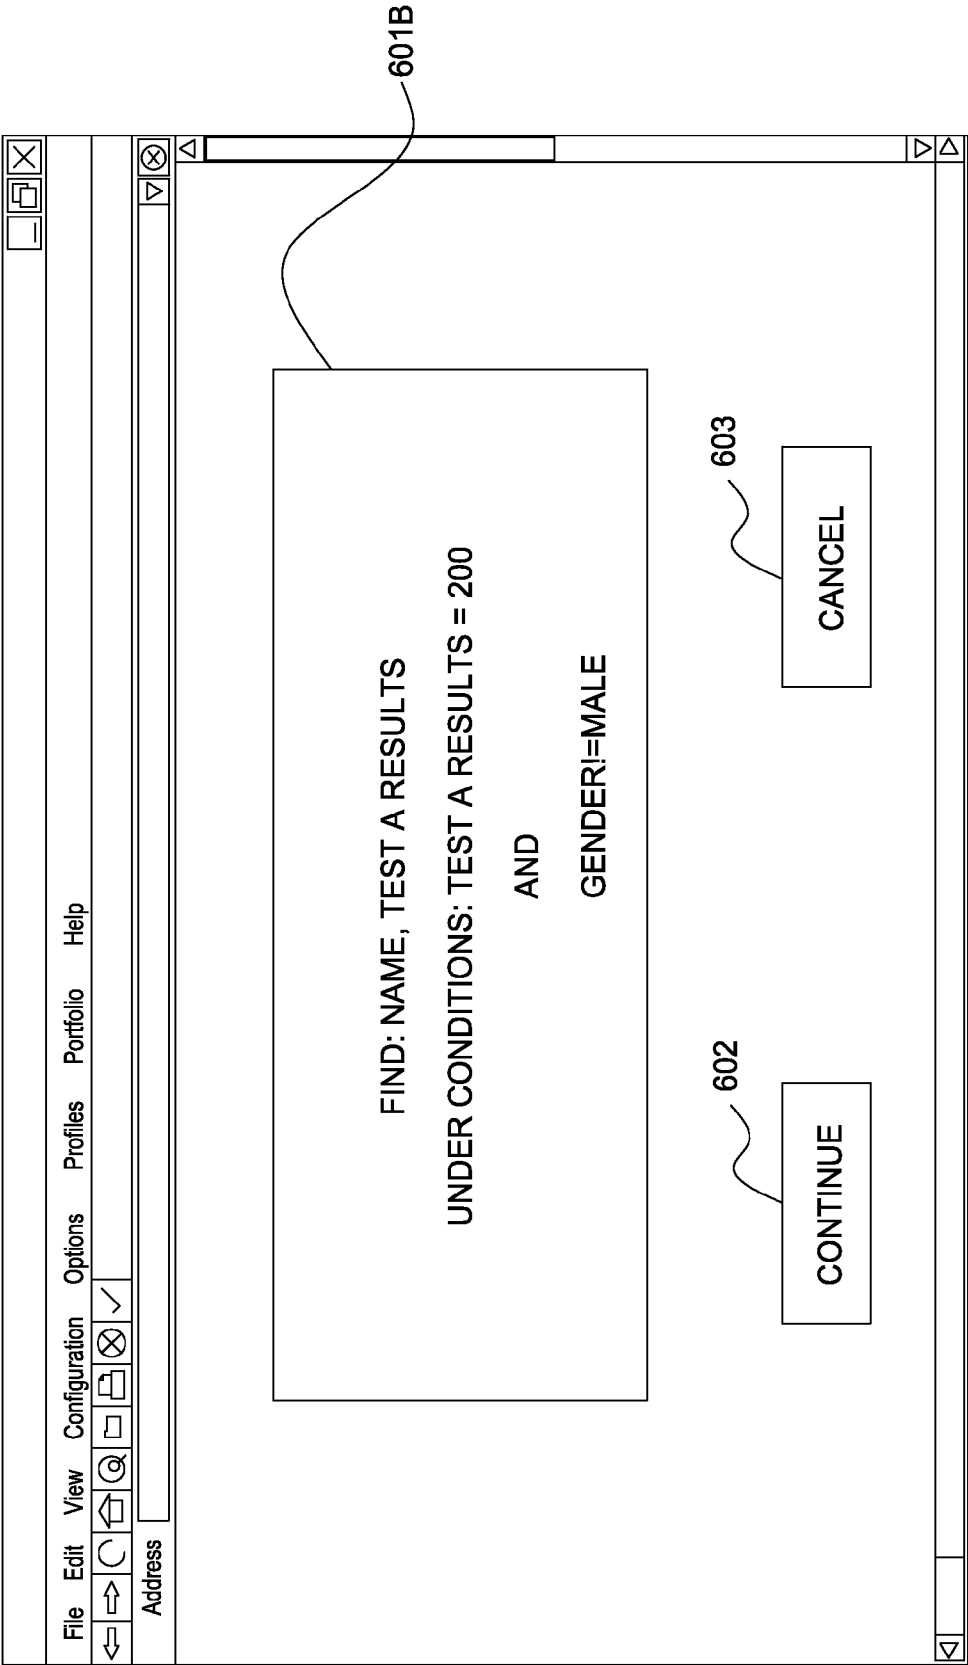 File Edit View Configuration Options Profiles Portfolio Help
Address
601B
FIND: NAME, TEST A RESULTS
UNDER CONDITIONS: TEST A RESULTS = 200
AND
GENDER!=MALE
602
603
CONTINUE
CANCEL